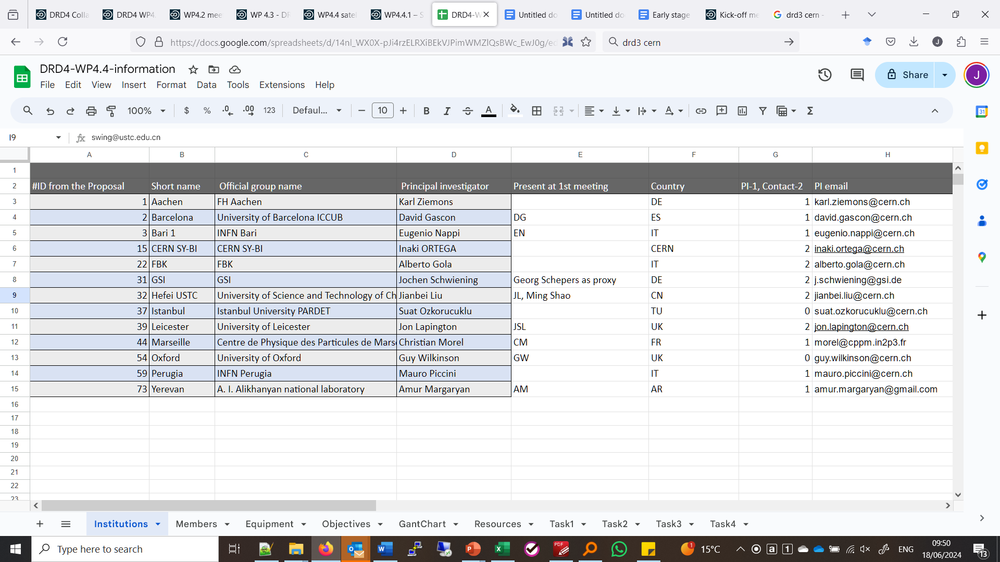 DRD4 Colla
DRD4 WP4.
WP4.2 mee
WP 4.3 - DR
WP4.4 satel
WP4.4.1 – S
DRD4-W
Untitled do
Untitled do
Early stage
Kick-off me
drd3 cern -
https://docs.google.com/spreadsheets/d/14nl_WX0X-pJi4rzELRXiBEkVJPimWMZlQsBWc_EwJ0g/ed
drd3 cern
J
DRD4-WP4.4-information
File Edit View Insert Format Data Tools Extensions Help
Share
J
100% $ % .0 .00 123 Defaul... 10 B I S A
31
I9 fx swing@ustc.edu.cn
A B C D E F G H
1
2 #ID from the Proposal Short name Official group name Principal investigator Present at 1st meeting Country PI-1, Contact-2 PI email
3 1 Aachen FH Aachen Karl Ziemons DE 1 karl.ziemons@cern.ch
4 2 Barcelona University of Barcelona ICCUB David Gascon DG ES 1 david.gascon@cern.ch
5 3 Bari 1 INFN Bari Eugenio Nappi EN IT 1 eugenio.nappi@cern.ch
6 15 CERN SY-BI CERN SY-BI Inaki ORTEGA CERN 2 inaki.ortega@cern.ch
7 22 FBK FBK Alberto Gola IT 2 alberto.gola@cern.ch
8 31 GSI GSI Jochen Schwiening Georg Schepers as proxy DE 2 j.schwiening@gsi.de
9 32 Hefei USTC University of Science and Technology of Ch Jianbei Liu JL, Ming Shao CN 2 jianbei.liu@cern.ch
10 37 Istanbul Istanbul University PARDET Suat Ozkorucuklu TU 0 suat.ozkorucuklu@cern.ch
11 39 Leicester University of Leicester Jon Lapington JSL UK 2 jon.lapington@cern.ch
12 44 Marseille Centre de Physique des Particules de Mars Christian Morel CM FR 1 morel@cppm.in2p3.fr
13 54 Oxford University of Oxford Guy Wilkinson GW UK 0 guy.wilkinson@cern.ch
14 59 Perugia INFN Perugia Mauro Piccini IT 1 mauro.piccini@cern.ch
15 73 Yerevan A. I. Alikhanyan national laboratory Amur Margaryan AM AR 1 amur.margaryan@gmail.com
16
17
18
19
20
21
22
23
Institutions Members Equipment Objectives GantChart Resources Task1 Task2 Task3 Task4
Type here to search
PDF
1
15°C
ENG
09:50
18/06/2024
13